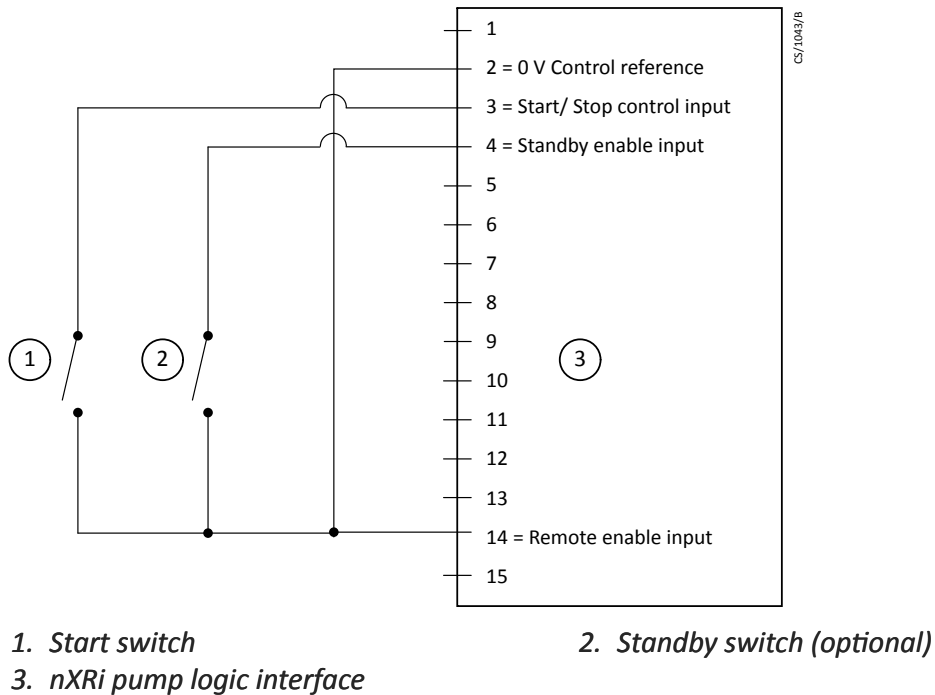 1
CS/1043/B
2 = 0 V Control reference
3 = Start/ Stop control input
4 = Standby enable input
5
6
7
8
9
1
2
3
10
11
12
13
14 = Remote enable input
15
1. Start switch
2. Standby switch (optional)
3. nXRi pump logic interface